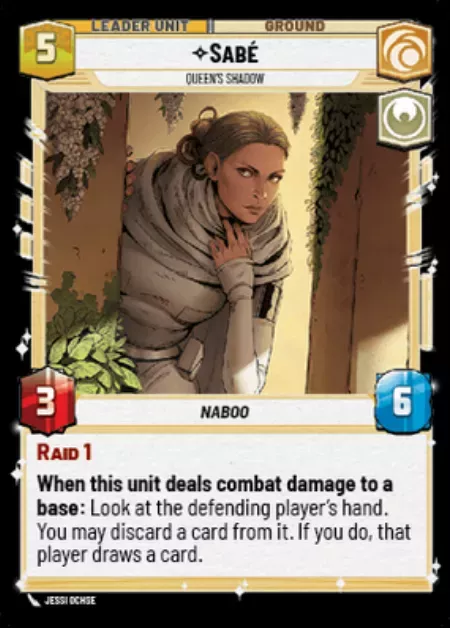 5
LEADER UNIT
GROUND
SABÉ
QUEEN'S SHADOW
3
NABOO
6
RAID 1
When this unit deals combat damage to a
base: Look at the defending player's hand.
You may discard a card from it. If you do, that
player draws a card.
JESSI OCHSE